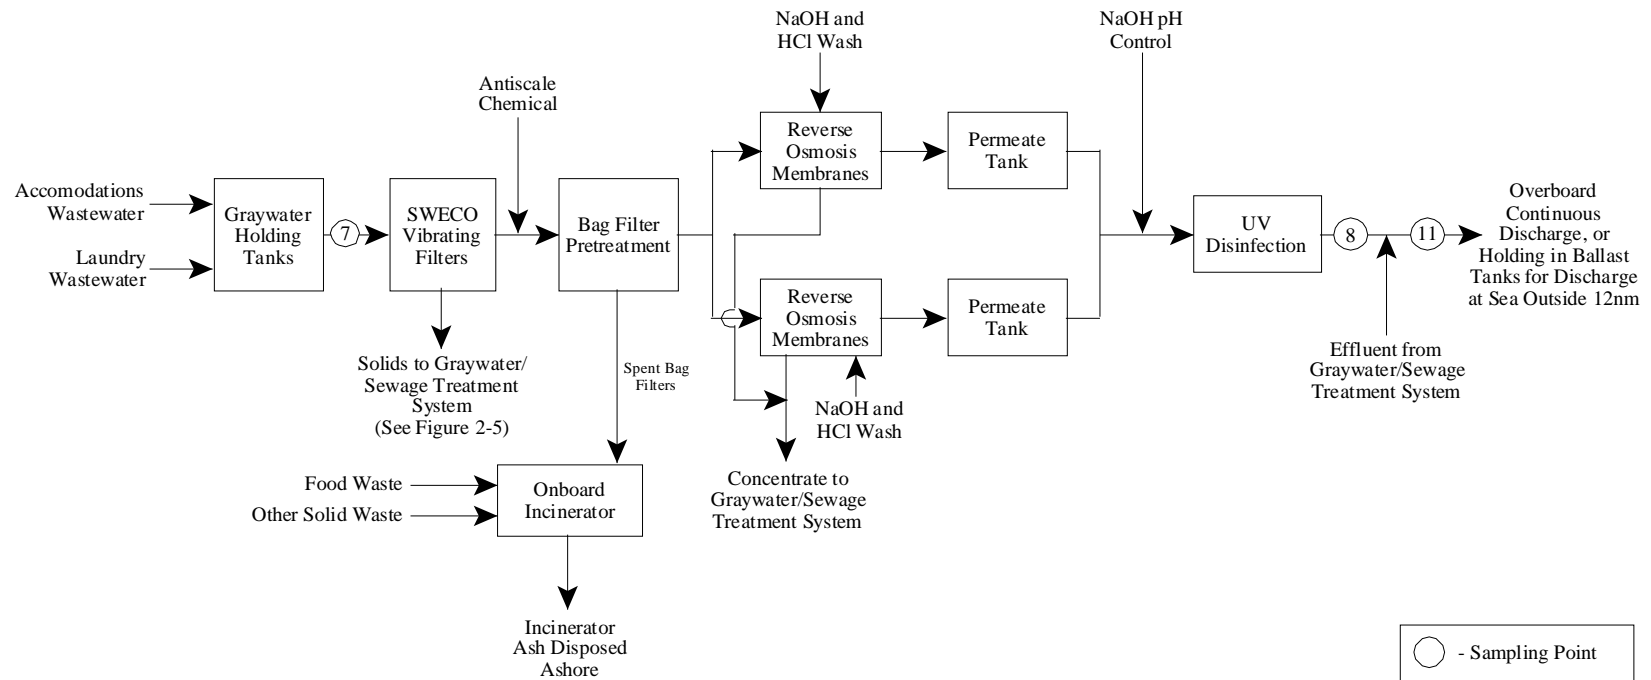 NaOH and
HCl Wash
NaOH pH
Control
Antiscale
Chemical
Accomodations
Wastewater
Laundry
Wastewater
Graywater
Holding
Tanks
7
SWECO
Vibrating
Filters
Bag Filter
Pretreatment
Reverse
Osmosis
Membranes
Permeate
Tank
Reverse
Osmosis
Membranes
Permeate
Tank
UV
Disinfection
8
11
Overboard
Continuous
Discharge, or
Holding in Ballast
Tanks for Discharge
at Sea Outside 12nm
Solids to Graywater/
Sewage Treatment
System
(See Figure 2-5)
Spent Bag
Filters
NaOH and
HCl Wash
Effluent from
Graywater/Sewage
Treatment System
Concentrate to
Graywater/Sewage
Treatment System
Food Waste
Other Solid Waste
Onboard
Incinerator
Incinerator
Ash Disposed
Ashore
- Sampling Point